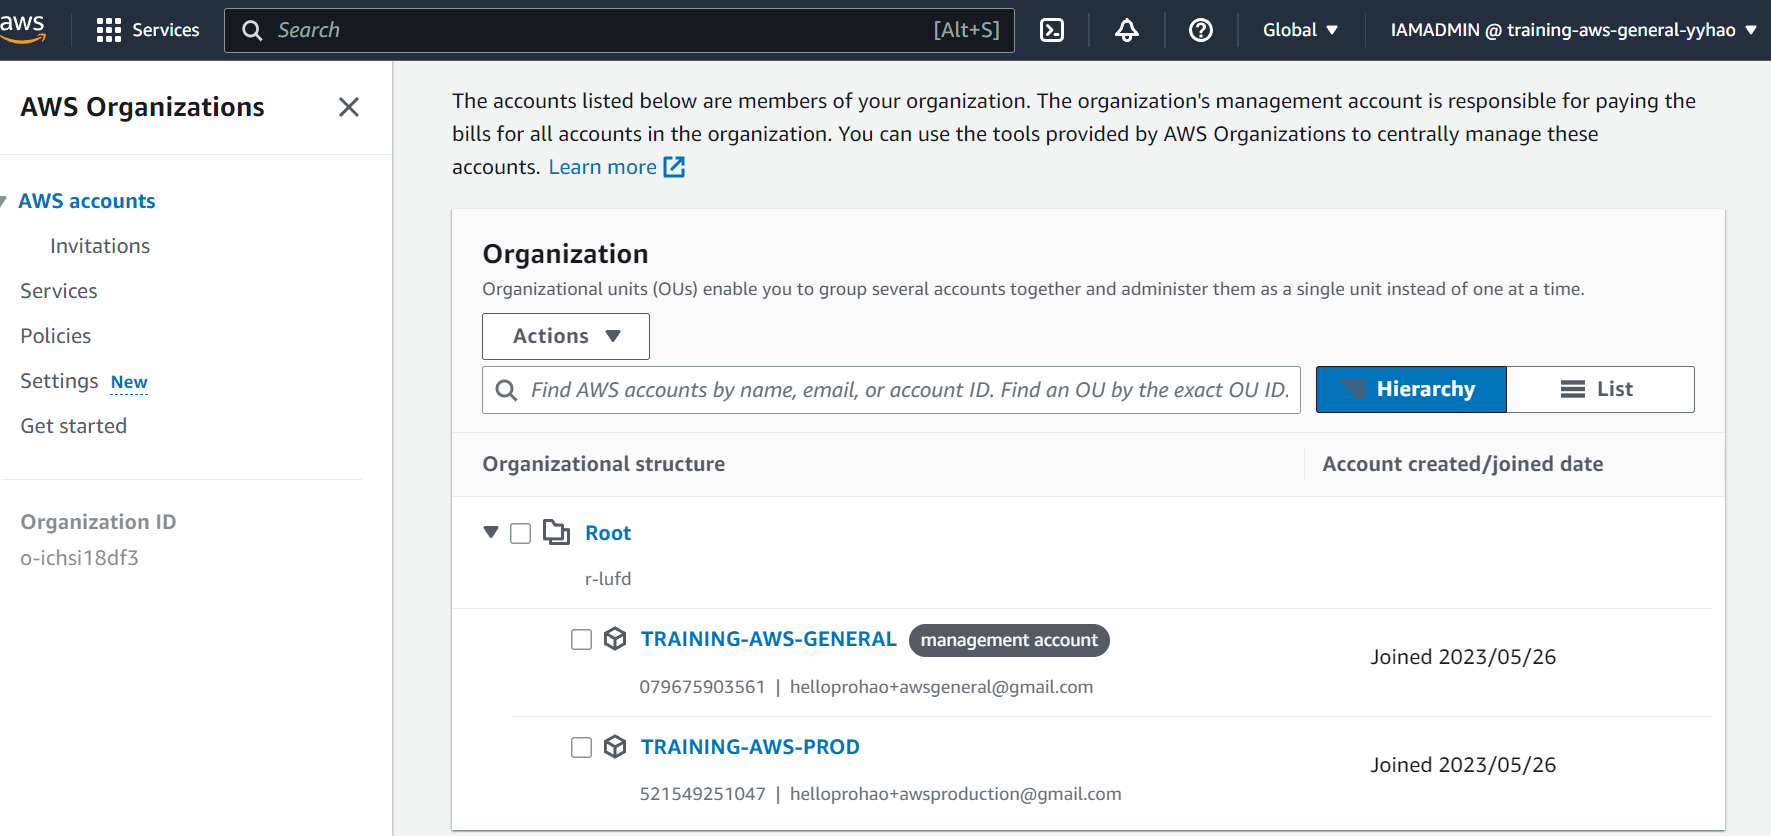 aws
Services
Search
[Alt+S]
Global
IAMADMIN @ training-aws-general-yyhao
AWS Organizations
AWS accounts
Invitations
Services
Policies
Settings New
Get started
Organization ID
o-ichsi18df3
The accounts listed below are members of your organization. The organization's management account is responsible for paying the
bills for all accounts in the organization. You can use the tools provided by AWS Organizations to centrally manage these
accounts. Learn more
Organization
Organizational units (OUs) enable you to group several accounts together and administer them as a single unit instead of one at a time.
Actions
Find AWS accounts by name, email, or account ID. Find an OU by the exact OU ID.
Hierarchy
List
Organizational structure
Account created/joined date
Root
r-lufd
TRAINING-AWS-GENERAL management account
Joined 2023/05/26
079675903561 | helloprohao+awsgeneral@gmail.com
TRAINING-AWS-PROD
Joined 2023/05/26
521549251047 | helloprohao+awsproduction@gmail.com